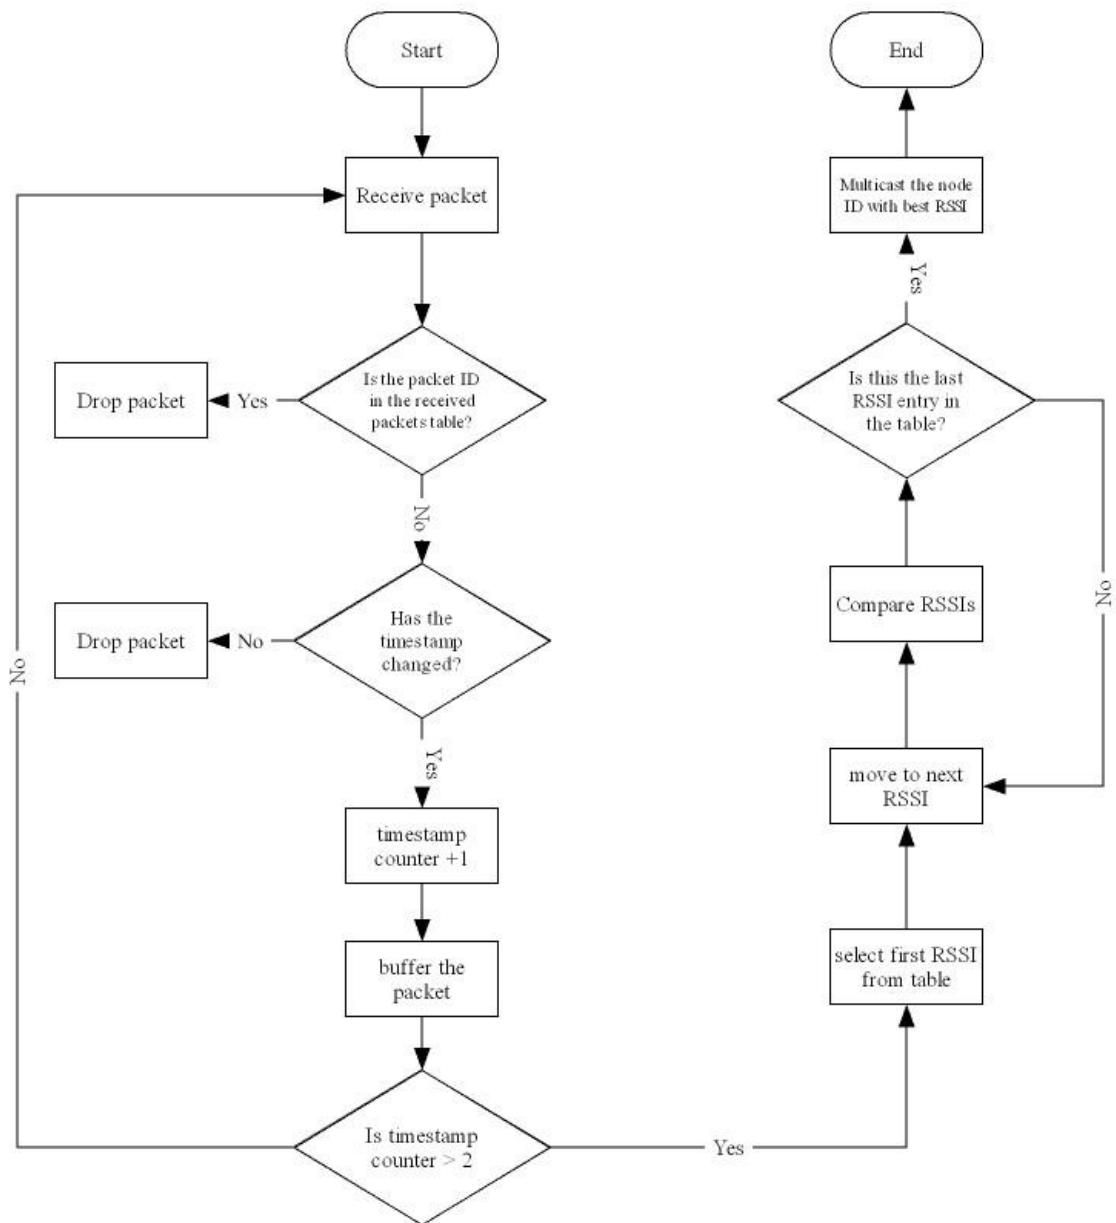 Start
Receive packet
Is the packet ID
in the received
packets table?
Yes
Drop packet
No
Has the
timestamp
changed?
No
Drop packet
Yes
timestamp
counter +1
buffer the
packet
Is timestamp
counter > 2
No
Yes
select first RSSI
from table
move to next
RSSI
Compare RSSIs
Is this the last
RSSI entry in
the table?
No
Yes
Multicast the node
ID with best RSSI
End